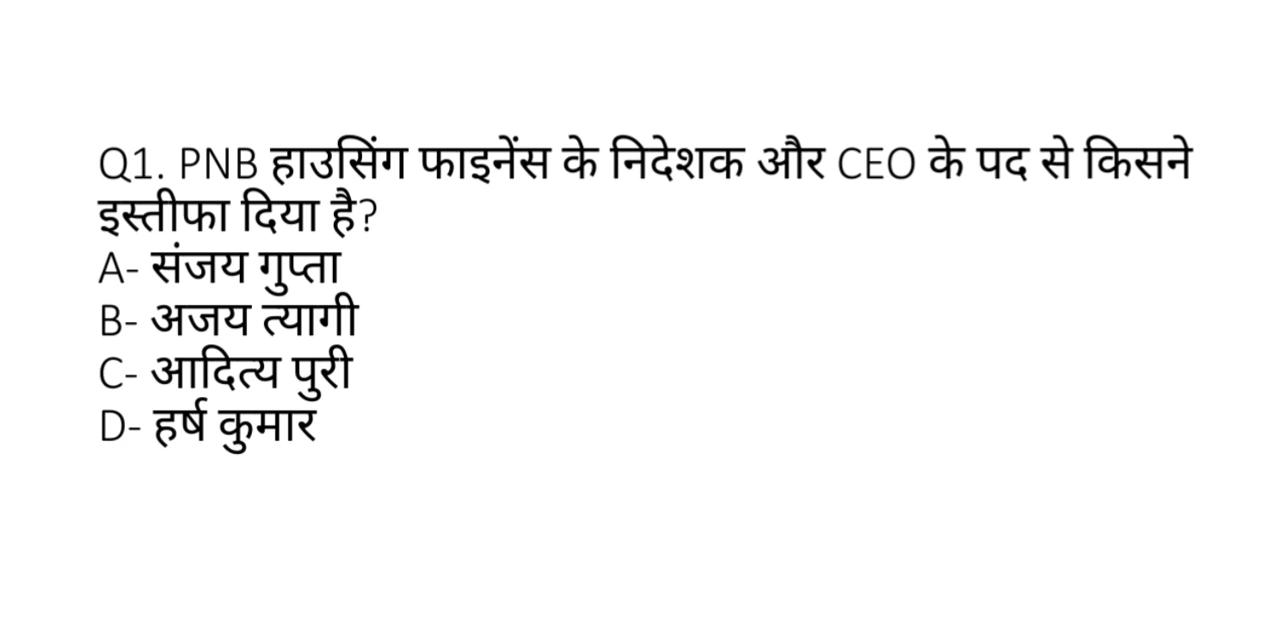 Q1. PNB हाउसिंग फाइनेंस के निदेशक और CEO के पद से किसने
इस्तीफा दिया है?
A- संजय गुप्ता
B- अजय त्यागी
C- आदित्य पुरी
D- हर्ष कुमार